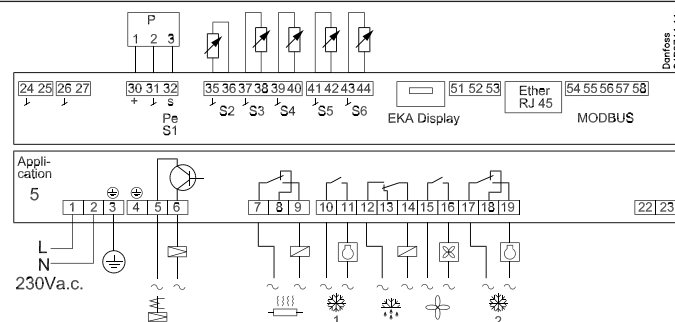 P
1 2 3
Danfoss
24 25 26 27 30 31 32 35 36 37 38 39 40 41 42 43 44 51 52 53 Ether RJ 45 54 55 56 57 58
+ s S2 S3 S4 S5 S6
Pe
S1
EKA Display
MODBUS
Appli-
cation
5
1 2 3 4 5 6 7 8 9 10 11 12 13 14 15 16 17 18 19 22 23
L
N
230Va.c.
1
2